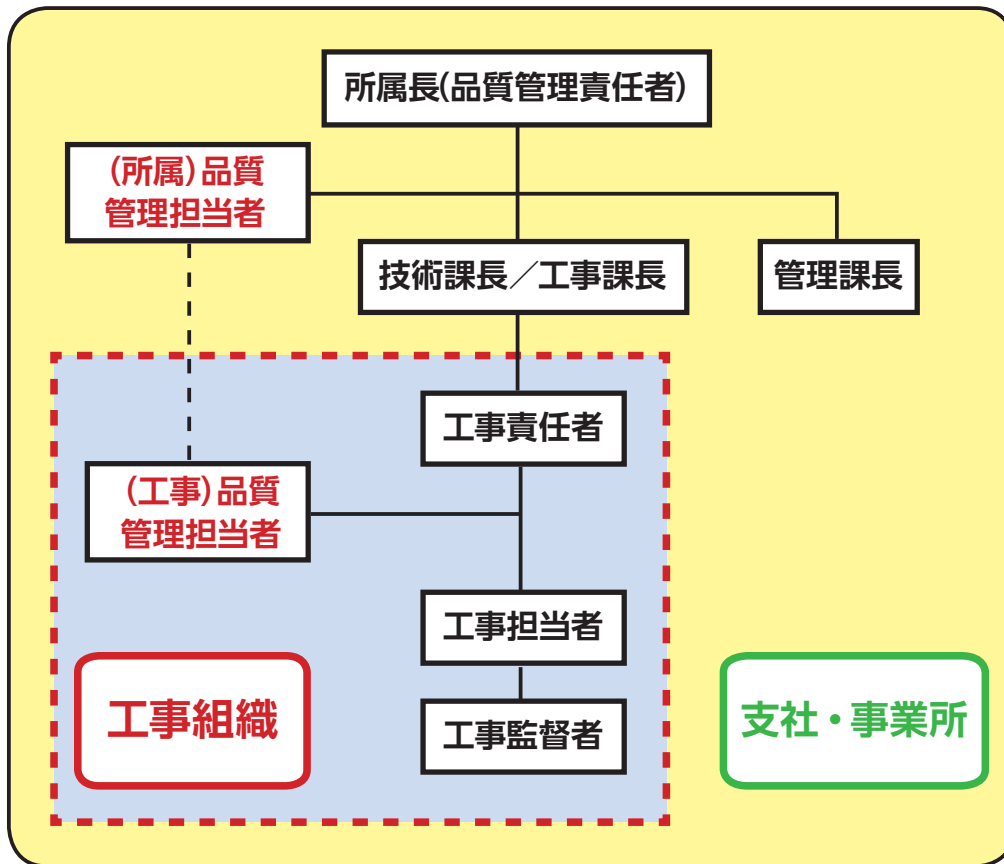 所属長(品質管理責任者)
(所属)品質
管理担当者
技術課長／工事課長
管理課長
工事責任者
(工事)品質
管理担当者
工事担当者
工事組織
工事監督者
支社・事業所